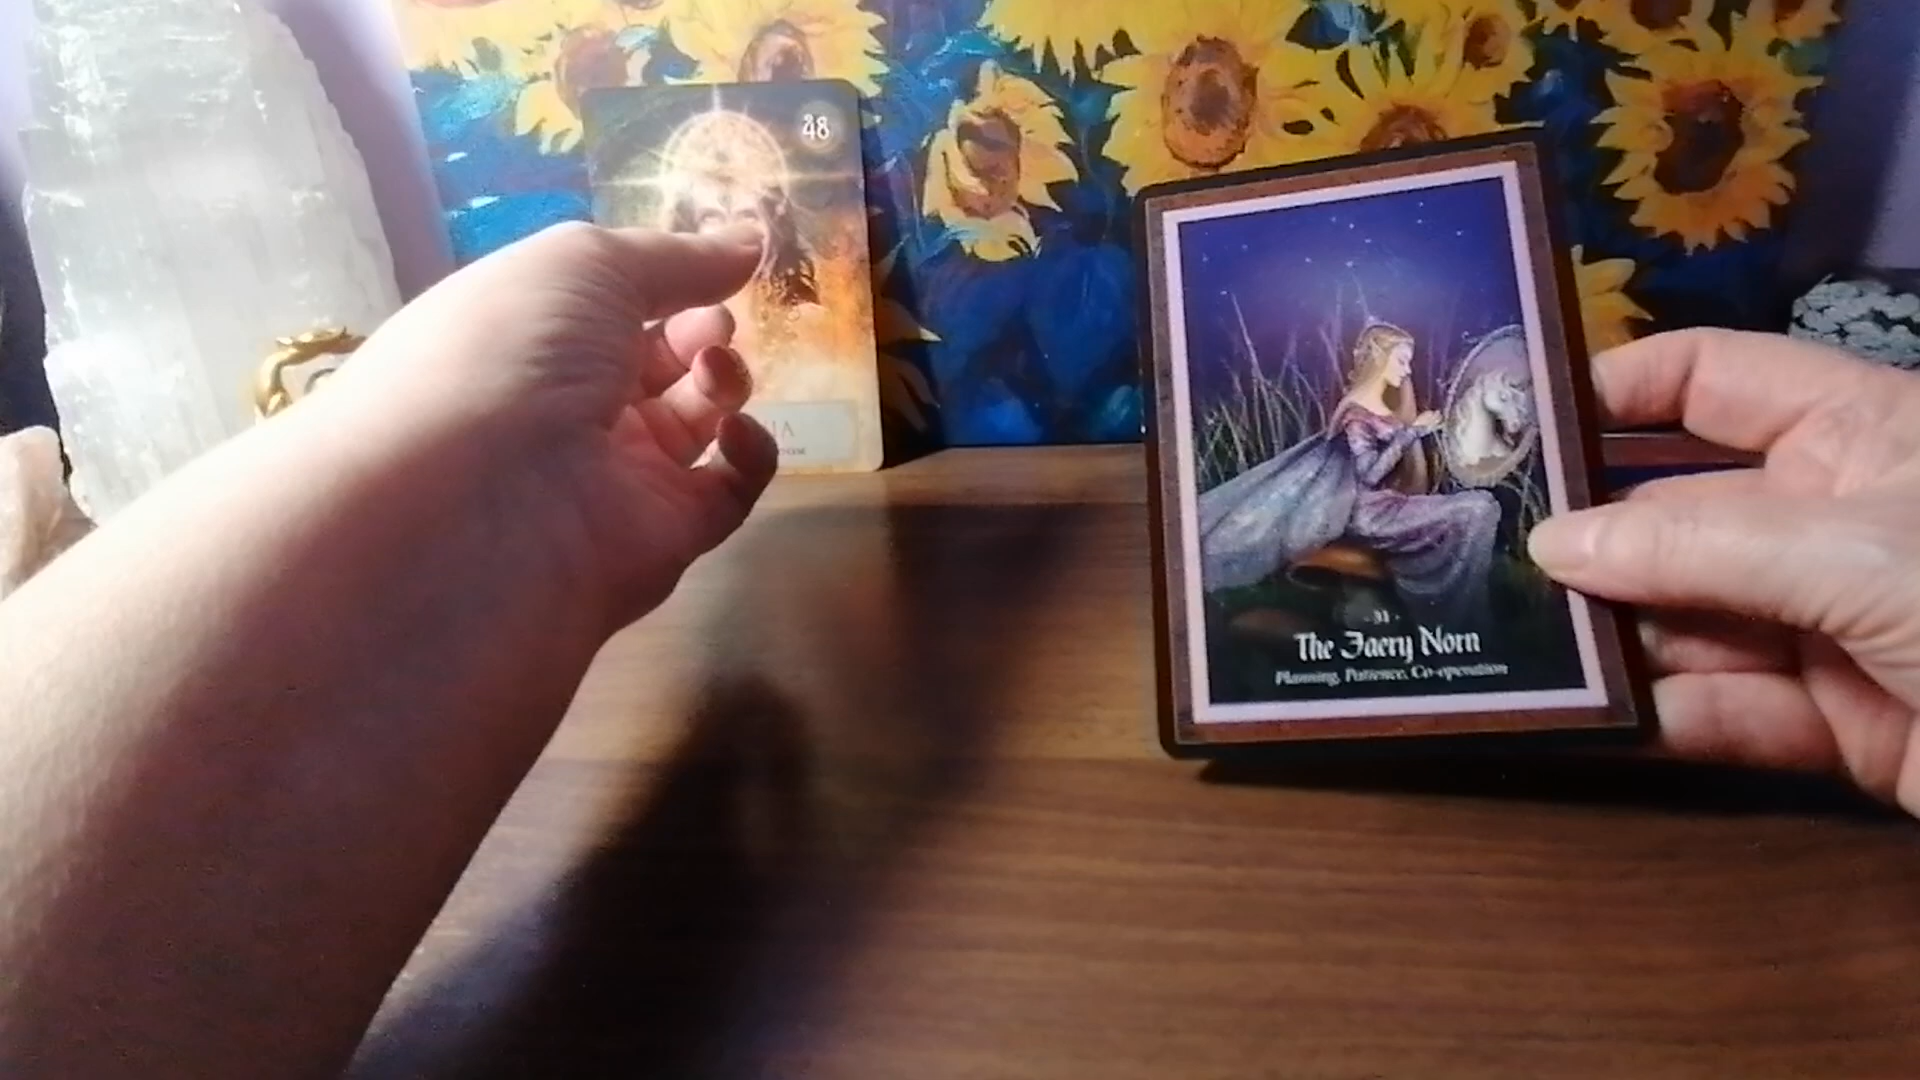 48
- 31 -
The Faery Norn
Planning, Patience, Co-operation